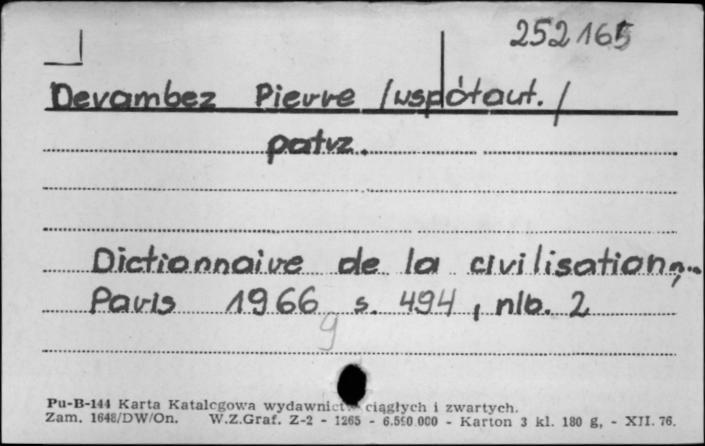 252165
Devambez Pierre /współaut./
patrz.
Dictionnaire de la civilisation,...
Paris 1966 s. 494, nlb. 2
9
Pu-B-144 Karta Katalogowa wydawnictw ciągłych i zwartych.
Zam. 1648/DW/On. W.Z.Graf. Z-2 - 1265 - 6.500.000 - Karton 3 kl. 180 g, - XII. 76.